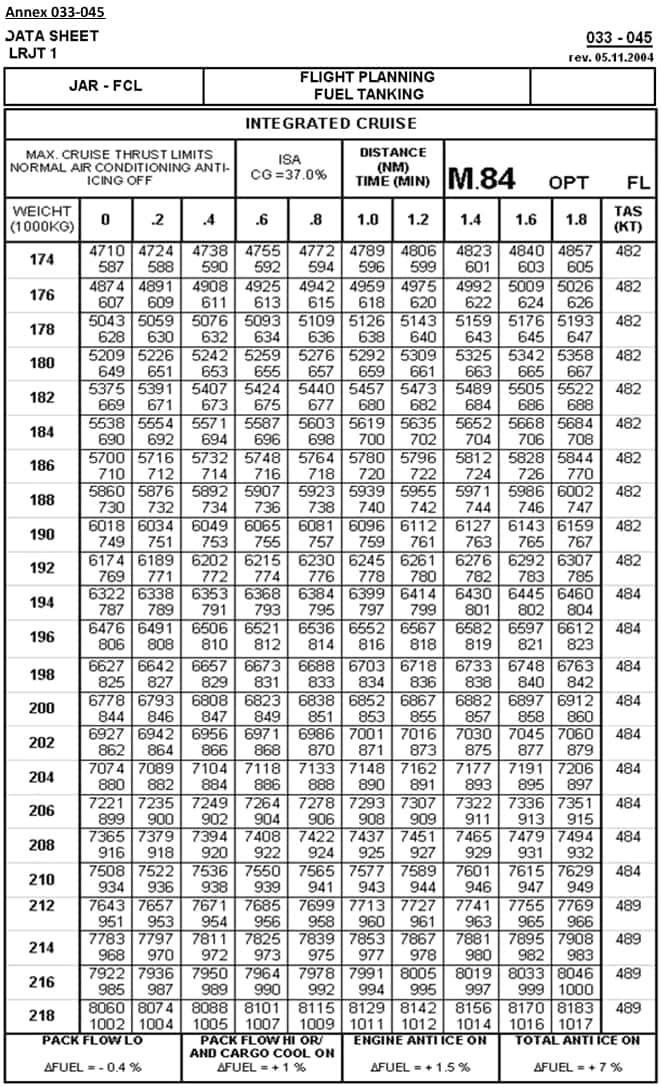 Annex 033-045
DATA SHEET
LRJT 1
033 - 045
rev. 05.11.2004
JAR - FCL
FLIGHT PLANNING
FUEL TANKING
INTEGRATED CRUISE
MAX. CRUISE THRUST LIMITS
NORMAL AIR CONDITIONING ANTI-
ICING OFF
ISA
CG =37.0%
DISTANCE
(NM)
TIME (MIN)
M.84 OPT FL
WEICHT
(1000KG)
0 .2 .4 .6 .8 1.0 1.2 1.4 1.6 1.8
TAS
(KT)
174 4710 4724 4738 4755 4772 4789 4806 4823 4840 4857 482
587 588 590 592 594 596 599 601 603 605
176 4874 4891 4908 4925 4942 4959 4975 4992 5009 5026 482
607 609 611 613 615 618 620 622 624 626
178 5043 5059 5076 5093 5109 5126 5143 5159 5176 5193 482
628 630 632 634 636 638 640 643 645 647
180 5209 5226 5242 5259 5276 5292 5309 5325 5342 5358 482
649 651 653 655 657 659 661 663 665 667
182 5375 5391 5407 5424 5440 5457 5473 5489 5505 5522 482
669 671 673 675 677 680 682 684 686 688
184 5538 5554 5571 5587 5603 5619 5635 5652 5668 5684 482
690 692 694 696 698 700 702 704 706 708
186 5700 5716 5732 5748 5764 5780 5796 5812 5828 5844 482
710 712 714 716 718 720 722 724 726 770
188 5860 5876 5892 5907 5923 5939 5955 5971 5986 6002 482
730 732 734 736 738 740 742 744 746 747
190 6018 6034 6049 6065 6081 6096 6112 6127 6143 6159 482
749 751 753 755 757 759 761 763 765 767
192 6174 6189 6202 6215 6230 6245 6261 6276 6292 6307 482
769 771 772 774 776 778 780 782 783 785
194 6322 6338 6353 6368 6384 6399 6414 6430 6445 6460 484
787 789 791 793 795 797 799 801 802 804
196 6476 6491 6506 6521 6536 6552 6567 6582 6597 6612 484
806 808 810 812 814 816 818 819 821 823
198 6627 6642 6657 6673 6688 6703 6718 6733 6748 6763 484
825 827 829 831 833 834 836 838 840 842
200 6778 6793 6808 6823 6838 6852 6867 6882 6897 6912 484
844 846 847 849 851 853 855 857 858 860
202 6927 6942 6956 6971 6986 7001 7016 7030 7045 7060 484
862 864 866 868 870 871 873 875 877 879
204 7074 7089 7104 7118 7133 7148 7162 7177 7191 7206 484
880 882 884 886 888 890 891 893 895 897
206 7221 7235 7249 7264 7278 7293 7307 7322 7336 7351 484
899 900 902 904 906 908 909 911 913 915
208 7365 7379 7394 7408 7422 7437 7451 7465 7479 7494 484
916 918 920 922 924 925 927 929 931 932
210 7508 7522 7536 7550 7565 7577 7589 7601 7615 7629 484
934 936 938 939 941 943 944 946 947 949
212 7643 7657 7671 7685 7699 7713 7727 7741 7755 7769 489
951 953 954 956 958 960 961 963 965 966
214 7783 7797 7811 7825 7839 7853 7867 7881 7895 7908 489
968 970 972 973 975 977 978 980 982 983
216 7922 7936 7950 7964 7978 7991 8005 8019 8033 8046 489
985 987 989 990 992 994 995 997 999 1000
218 8060 8074 8088 8101 8115 8129 8142 8156 8170 8183 489
1002 1004 1005 1007 1009 1011 1012 1014 1016 1017
PACK FLOW LO
ΔFUEL = - 0.4 %
PACK FLOW HI OR/
AND CARGO COOL ON
ΔFUEL = + 1 %
ENGINE ANTI ICE ON
ΔFUEL = + 1.5 %
TOTAL ANTI ICE ON
ΔFUEL = + 7 %